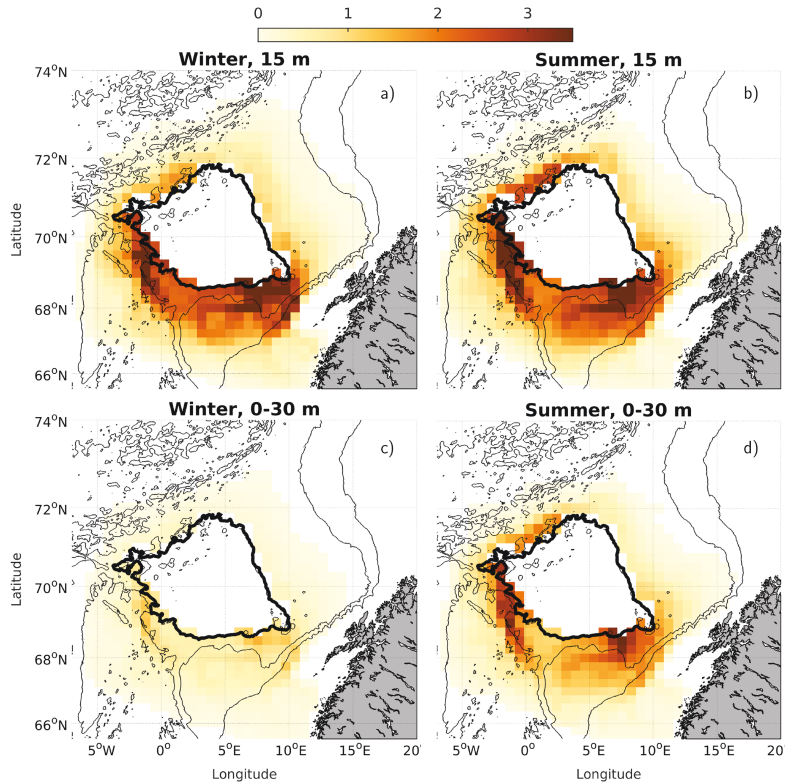 0 1 2 3
Winter, 15 m Summer, 15 m
74°N
a) b)
72°N
Latitude
70°N
68°N
66°N
Winter, 0-30 m Summer, 0-30 m
74°N
c) d)
72°N
Latitude
70°N
68°N
66°N
5°W 0° 5°E 10°E 15°E 20° 5°W 0° 5°E 10°E 15°E 20°
Longitude Longitude